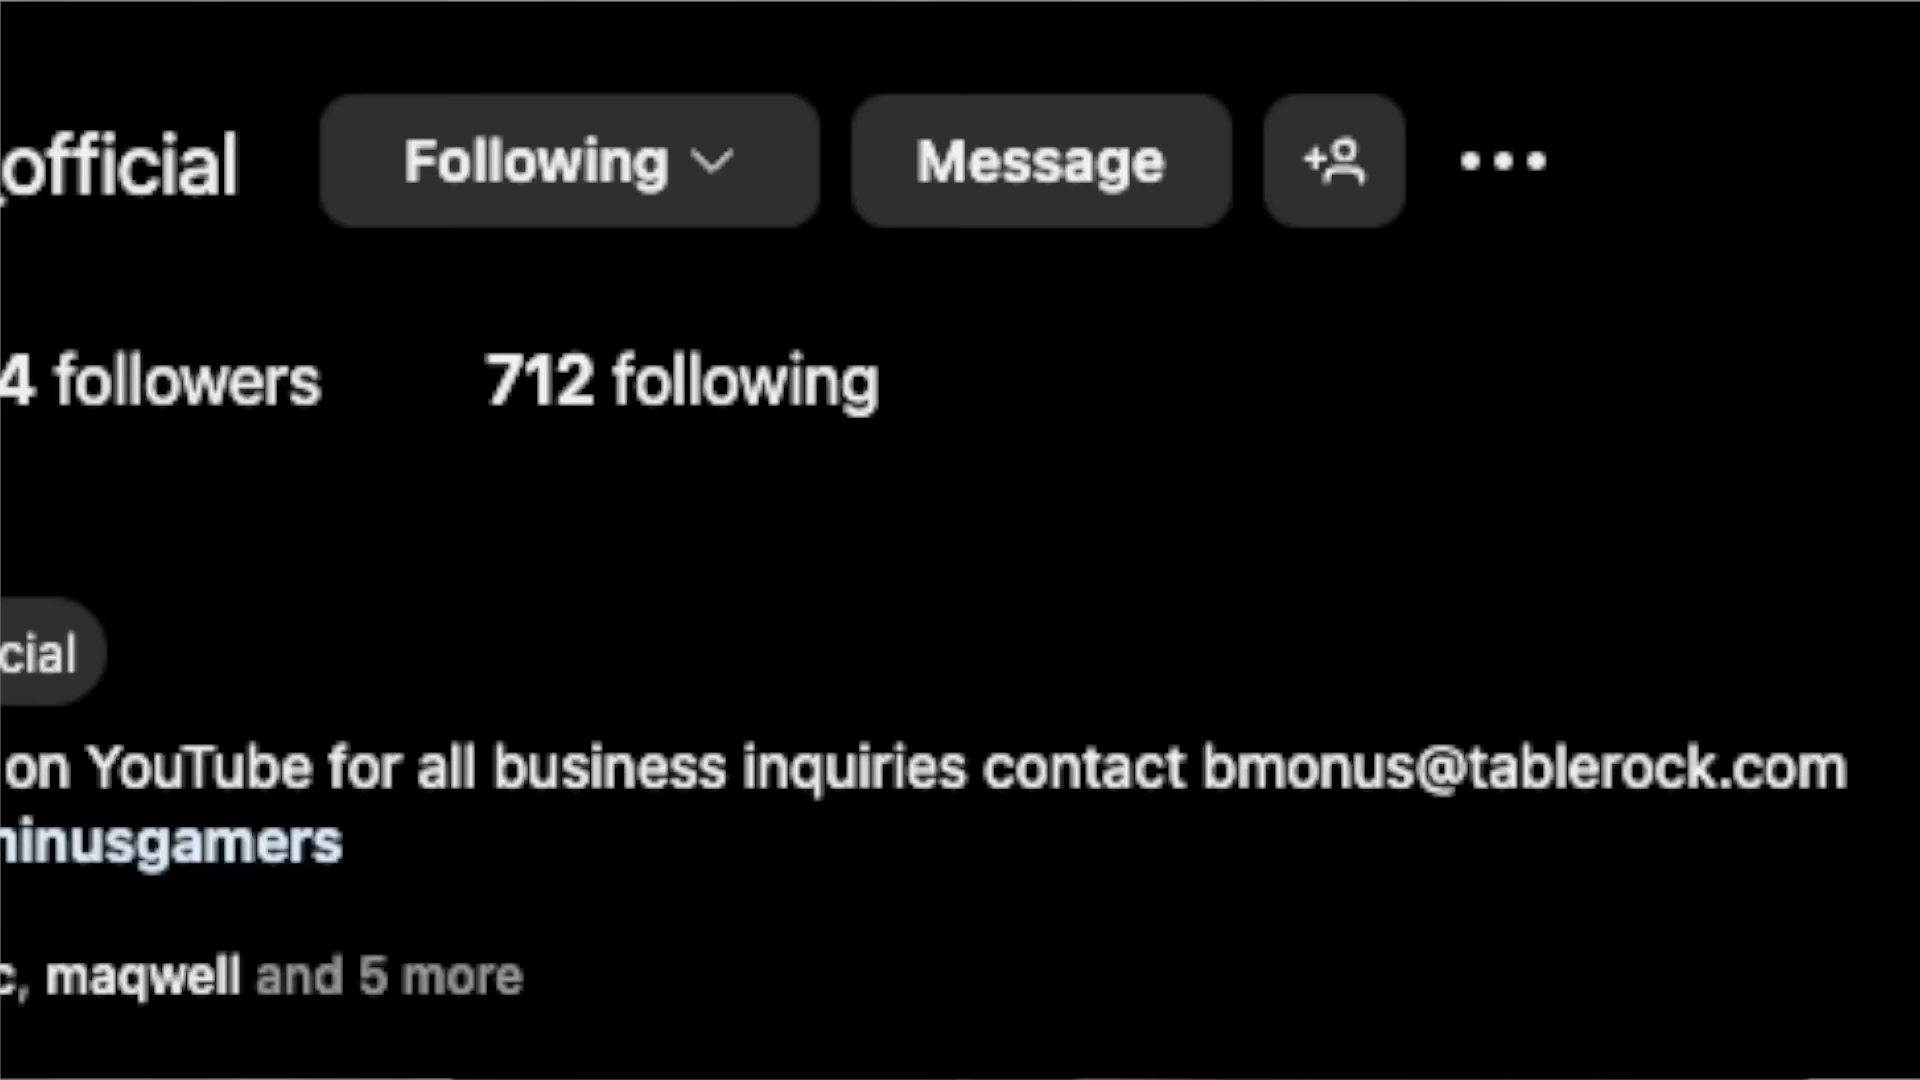 official Following Message
4 followers 712 following
cial
on YouTube for all business inquiries contact bmonus@tablerock.com
inusgamers
c, maqwell and 5 more